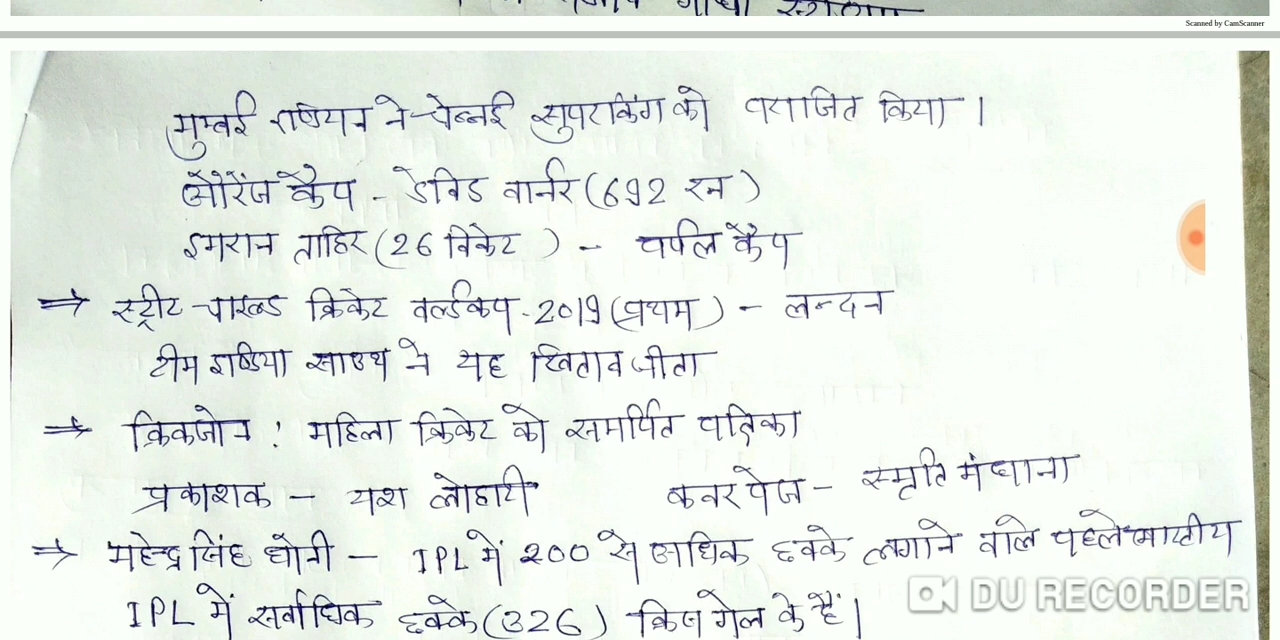 Scanned by CamScanner
मुम्बई इण्डियन ने चेन्नई सुपरकिंग को पराजित किया ।
औरेंज कैप - डेविड वार्नर (692 रन )
इमरान ताहिर (26 विकेट ) - पर्पल कैप
⇒ स्ट्रीट चाइल्ड क्रिकेट वर्ल्डकप - 2019 (प्रथम) - लन्दन
टीम इण्डिया साउथ ने यह खिताब जीता
⇒ क्रिकजोन : महिला क्रिकेट को समर्पित पत्रिका
प्रकाशक - यश लोहाटी कवर पेज - स्मृति मंधाना
⇒ महेन्द्र सिंह धोनी - IPL में 200 से अधिक छक्के लगाने वाले पहले भारतीय
IPL में सर्वाधिक छक्के (326) क्रिस गेल के हैं।
DU RECORDER